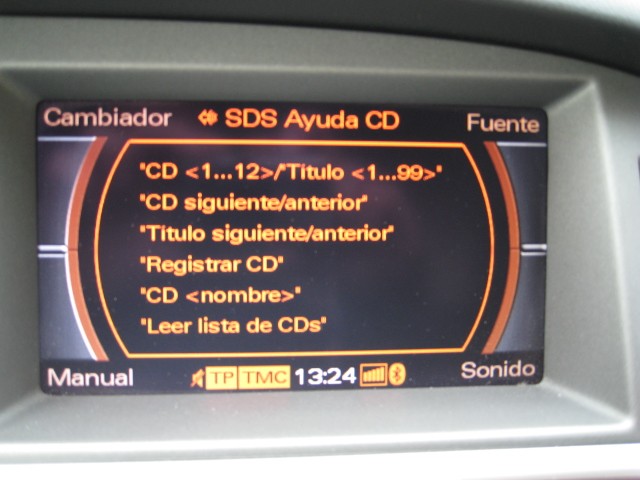 Cambiador SDS Ayuda CD Fuente
"CD <1...12>/"Título <1...99>"
"CD siguiente/anterior"
"Título siguiente/anterior"
"Registrar CD"
"CD <nombre>"
"Leer lista de CDs"
Manual TP TMC 13:24 Sonido